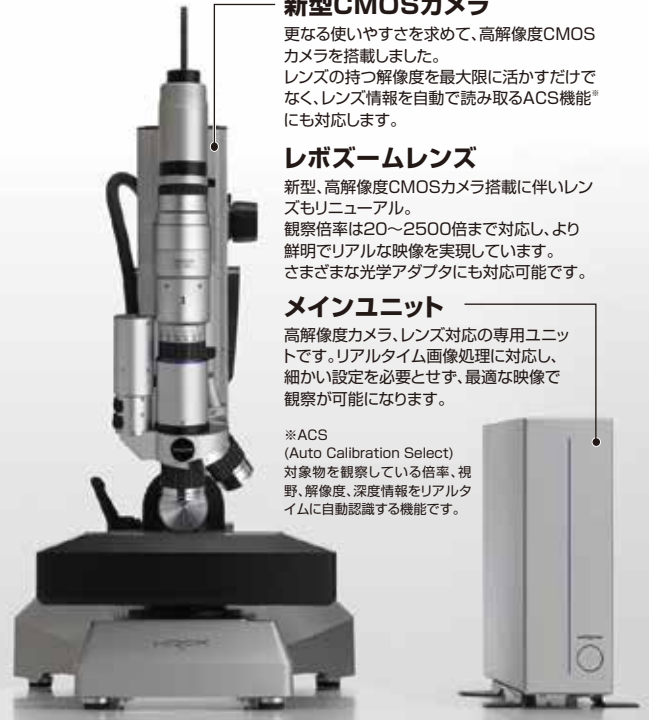 新型CMOSカメラ
更なる使いやすさを求めて、高解像度CMOS
カメラを搭載しました。
レンズの持つ解像度を最大限に活かすだけで
なく、レンズ情報を自動で読み取るACS機能※
にも対応します。
レボズームレンズ
新型、高解像度CMOSカメラ搭載に伴いレン
ズもリニューアル。
観察倍率は20〜2500倍まで対応し、より
鮮明でリアルな映像を実現しています。
さまざまな光学アダプタにも対応可能です。
メインユニット
高解像度カメラ、レンズ対応の専用ユニッ
トです。リアルタイム画像処理に対応し、
細かい設定を必要とせず、最適な映像で
観察が可能になります。
※ACS
(Auto Calibration Select)
対象物を観察している倍率、視
野、解像度、深度情報をリアルタ
イムに自動認識する機能です。